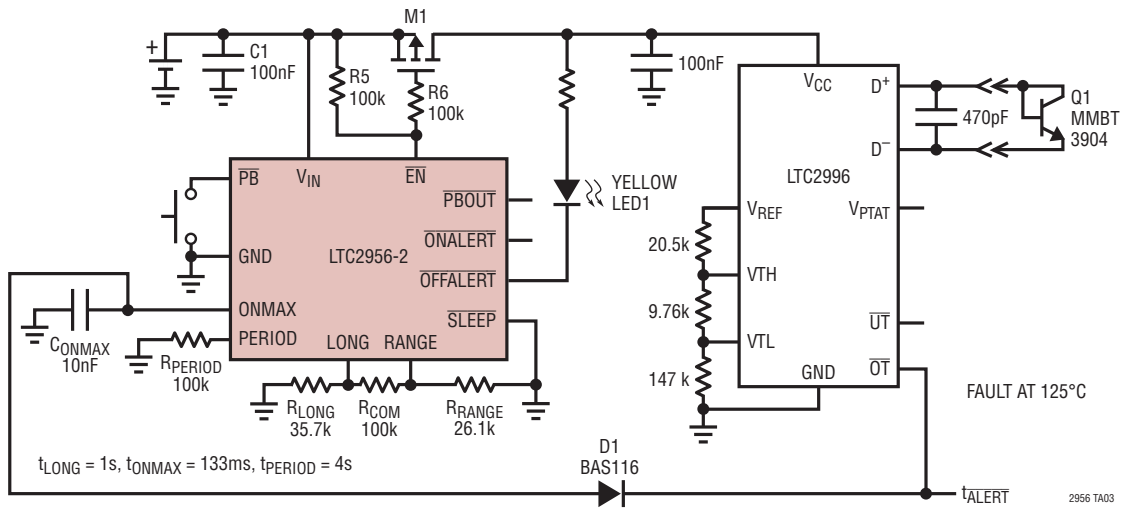 M1
+
C1
100nF
R5
100k
R6
100k
100nF
VCC
D+
D−
470pF
Q1
MMBT
3904
PB
VIN
EN
PBOUT
ONALERT
OFFALERT
SLEEP
LTC2956-2
GND
ONMAX
PERIOD
LONG
RANGE
YELLOW
LED1
LTC2996
VREF
VPTAT
20.5k
VTH
9.76k
VTL
147 k
UT
OT
GND
FAULT AT 125°C
CONMAX
10nF
RPERIOD
100k
RLONG
35.7k
RCOM
100k
RRANGE
26.1k
tLONG = 1s, tONMAX = 133ms, tPERIOD = 4s
D1
BAS116
tALERT
2956 TA03